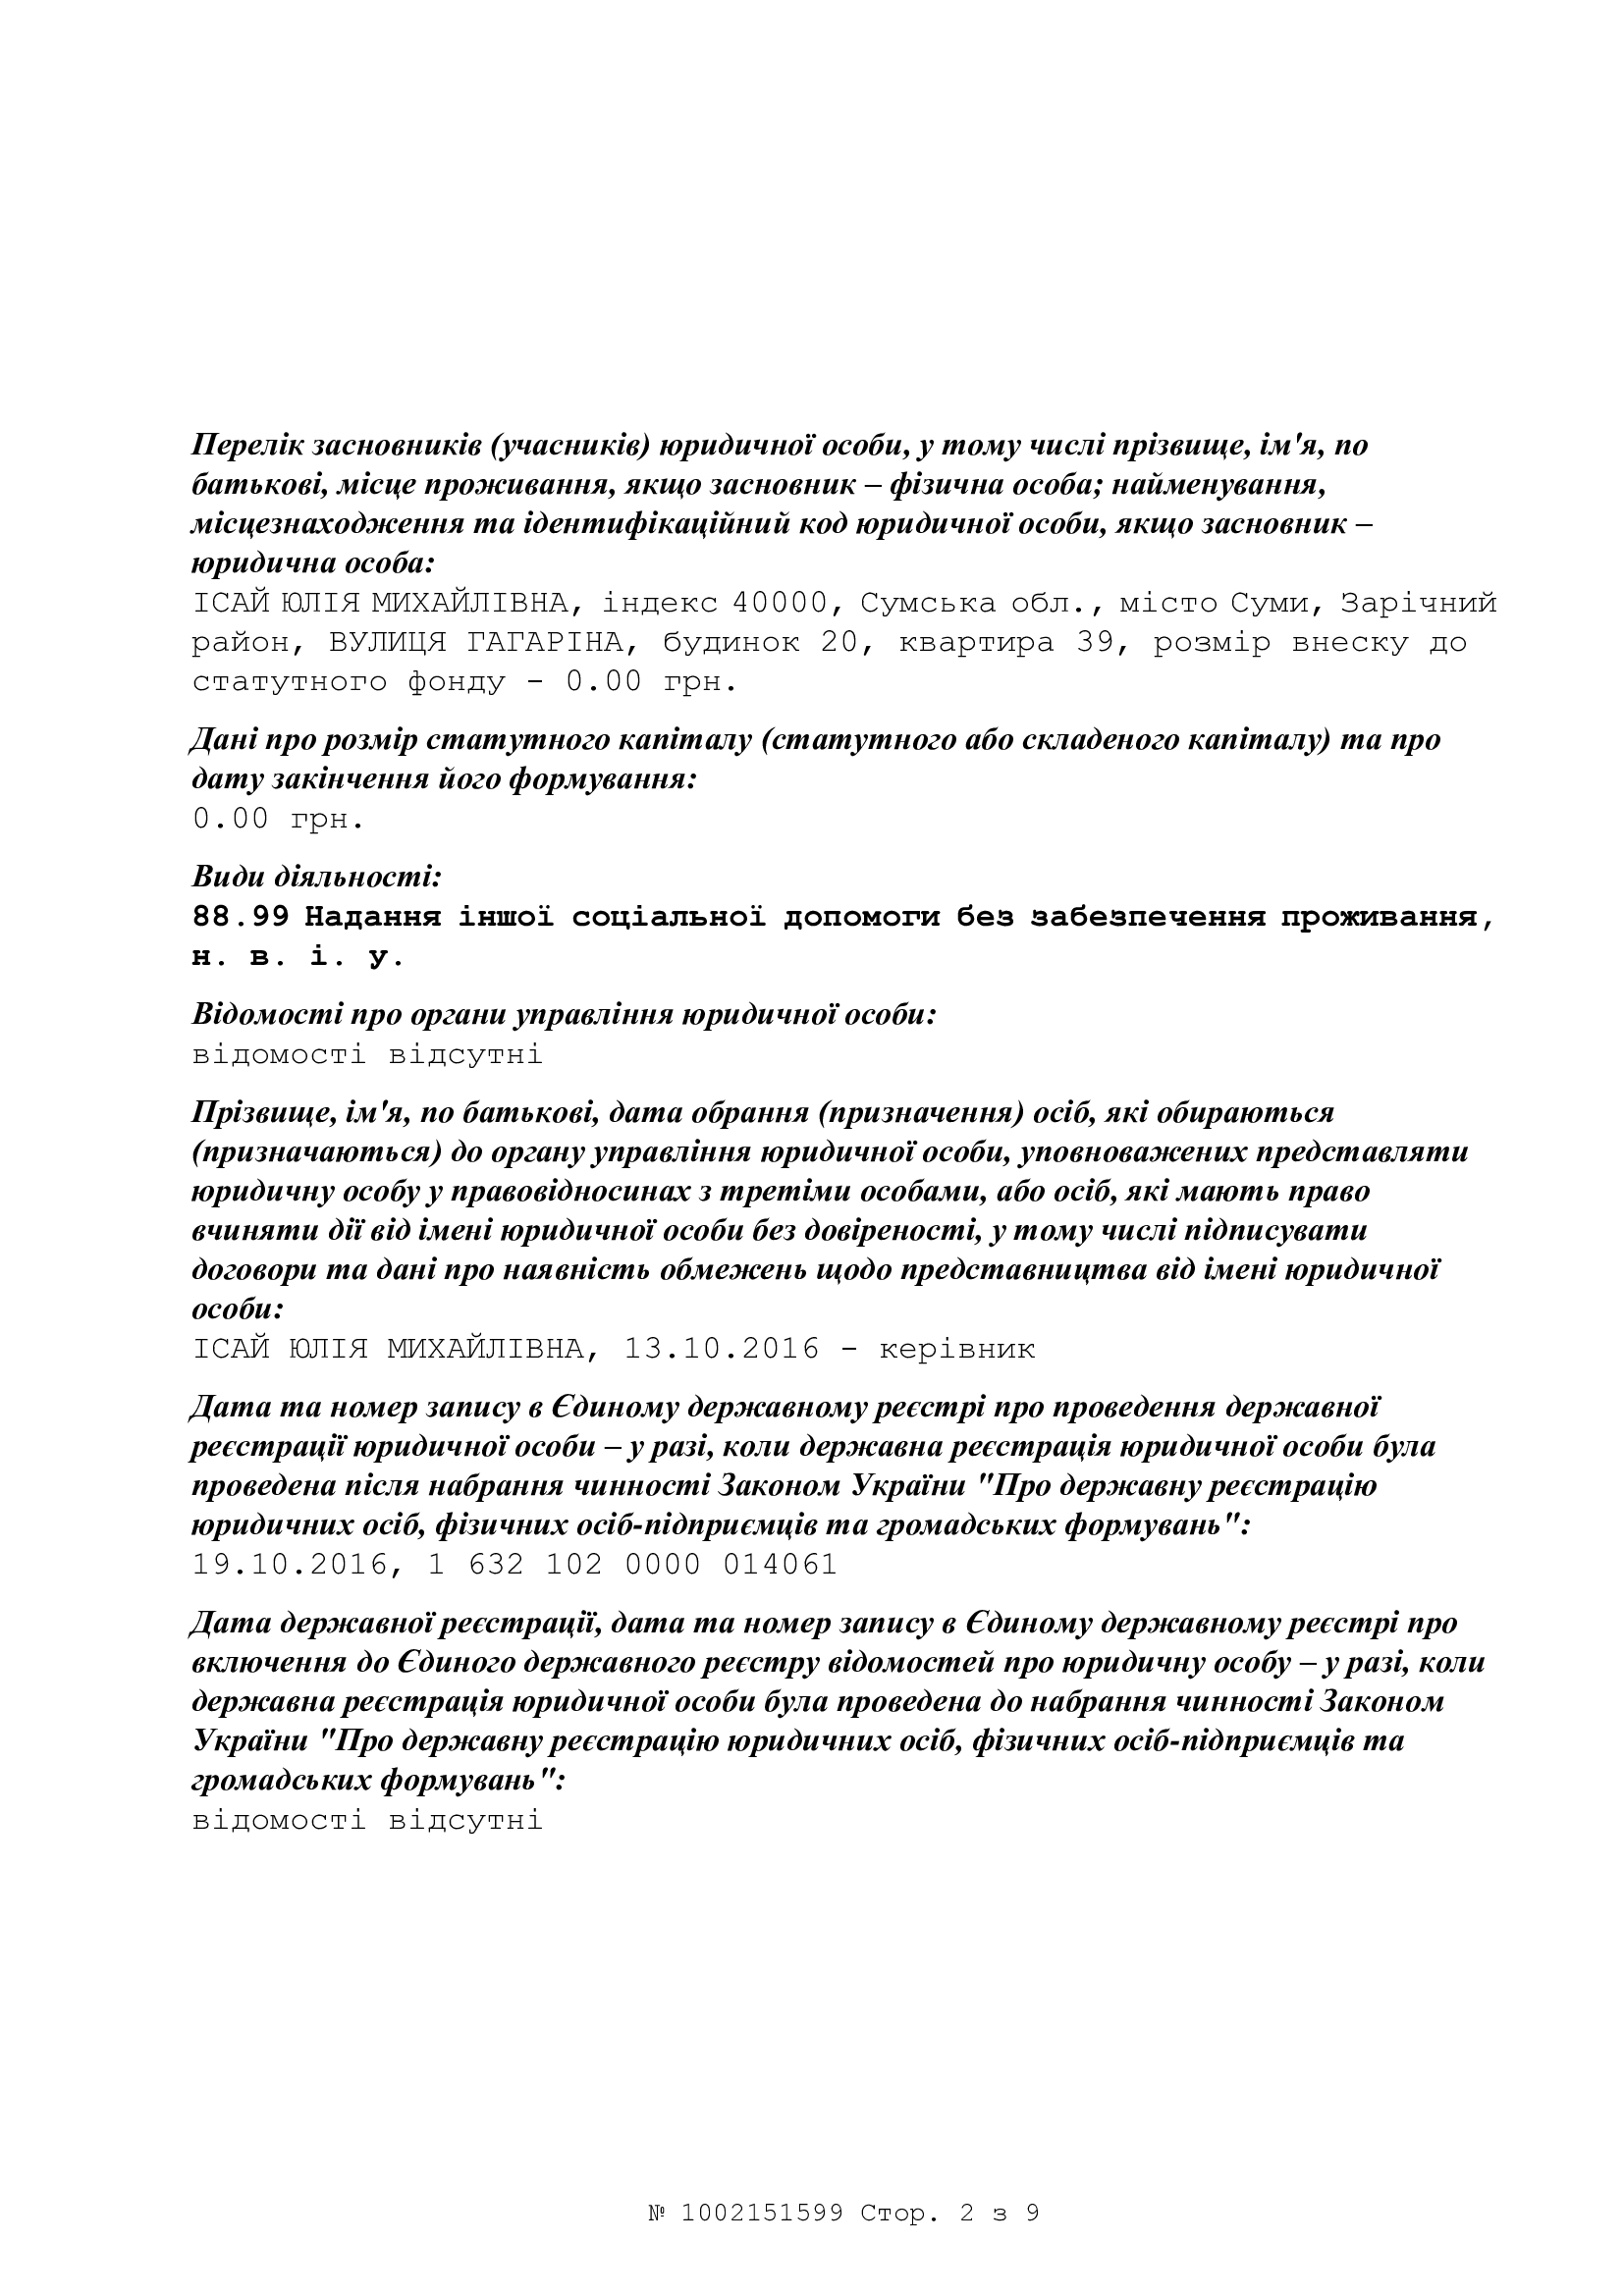 Перелік засновників (учасників) юридичної особи, у тому числі прізвище, ім'я, по
батькові, місце проживання, якщо засновник – фізична особа; найменування,
місцезнаходження та ідентифікаційний код юридичної особи, якщо засновник –
юридична особа:
ІСАЙ ЮЛІЯ МИХАЙЛІВНА, індекс 40000, Сумська обл., місто Суми, Зарічний
район, ВУЛИЦЯ ГАГАРІНА, будинок 20, квартира 39, розмір внеску до
статутного фонду - 0.00 грн.
Дані про розмір статутного капіталу (статутного або складеного капіталу) та про
дату закінчення його формування:
0.00 грн.
Види діяльності:
88.99 Надання іншої соціальної допомоги без забезпечення проживання,
н. в. і. у.
Відомості про органи управління юридичної особи:
відомості відсутні
Прізвище, ім'я, по батькові, дата обрання (призначення) осіб, які обираються
(призначаються) до органу управління юридичної особи, уповноважених представляти
юридичну особу у правовідносинах з третіми особами, або осіб, які мають право
вчиняти дії від імені юридичної особи без довіреності, у тому числі підписувати
договори та дані про наявність обмежень щодо представництва від імені юридичної
особи:
ІСАЙ ЮЛІЯ МИХАЙЛІВНА, 13.10.2016 - керівник
Дата та номер запису в Єдиному державному реєстрі про проведення державної
реєстрації юридичної особи – у разі, коли державна реєстрація юридичної особи була
проведена після набрання чинності Законом України "Про державну реєстрацію
юридичних осіб, фізичних осіб-підприємців та громадських формувань":
19.10.2016, 1 632 102 0000 014061
Дата державної реєстрації, дата та номер запису в Єдиному державному реєстрі про
включення до Єдиного державного реєстру відомостей про юридичну особу – у разі, коли
державна реєстрація юридичної особи була проведена до набрання чинності Законом
України "Про державну реєстрацію юридичних осіб, фізичних осіб-підприємців та
громадських формувань":
відомості відсутні
№ 1002151599 Стор. 2 з 9